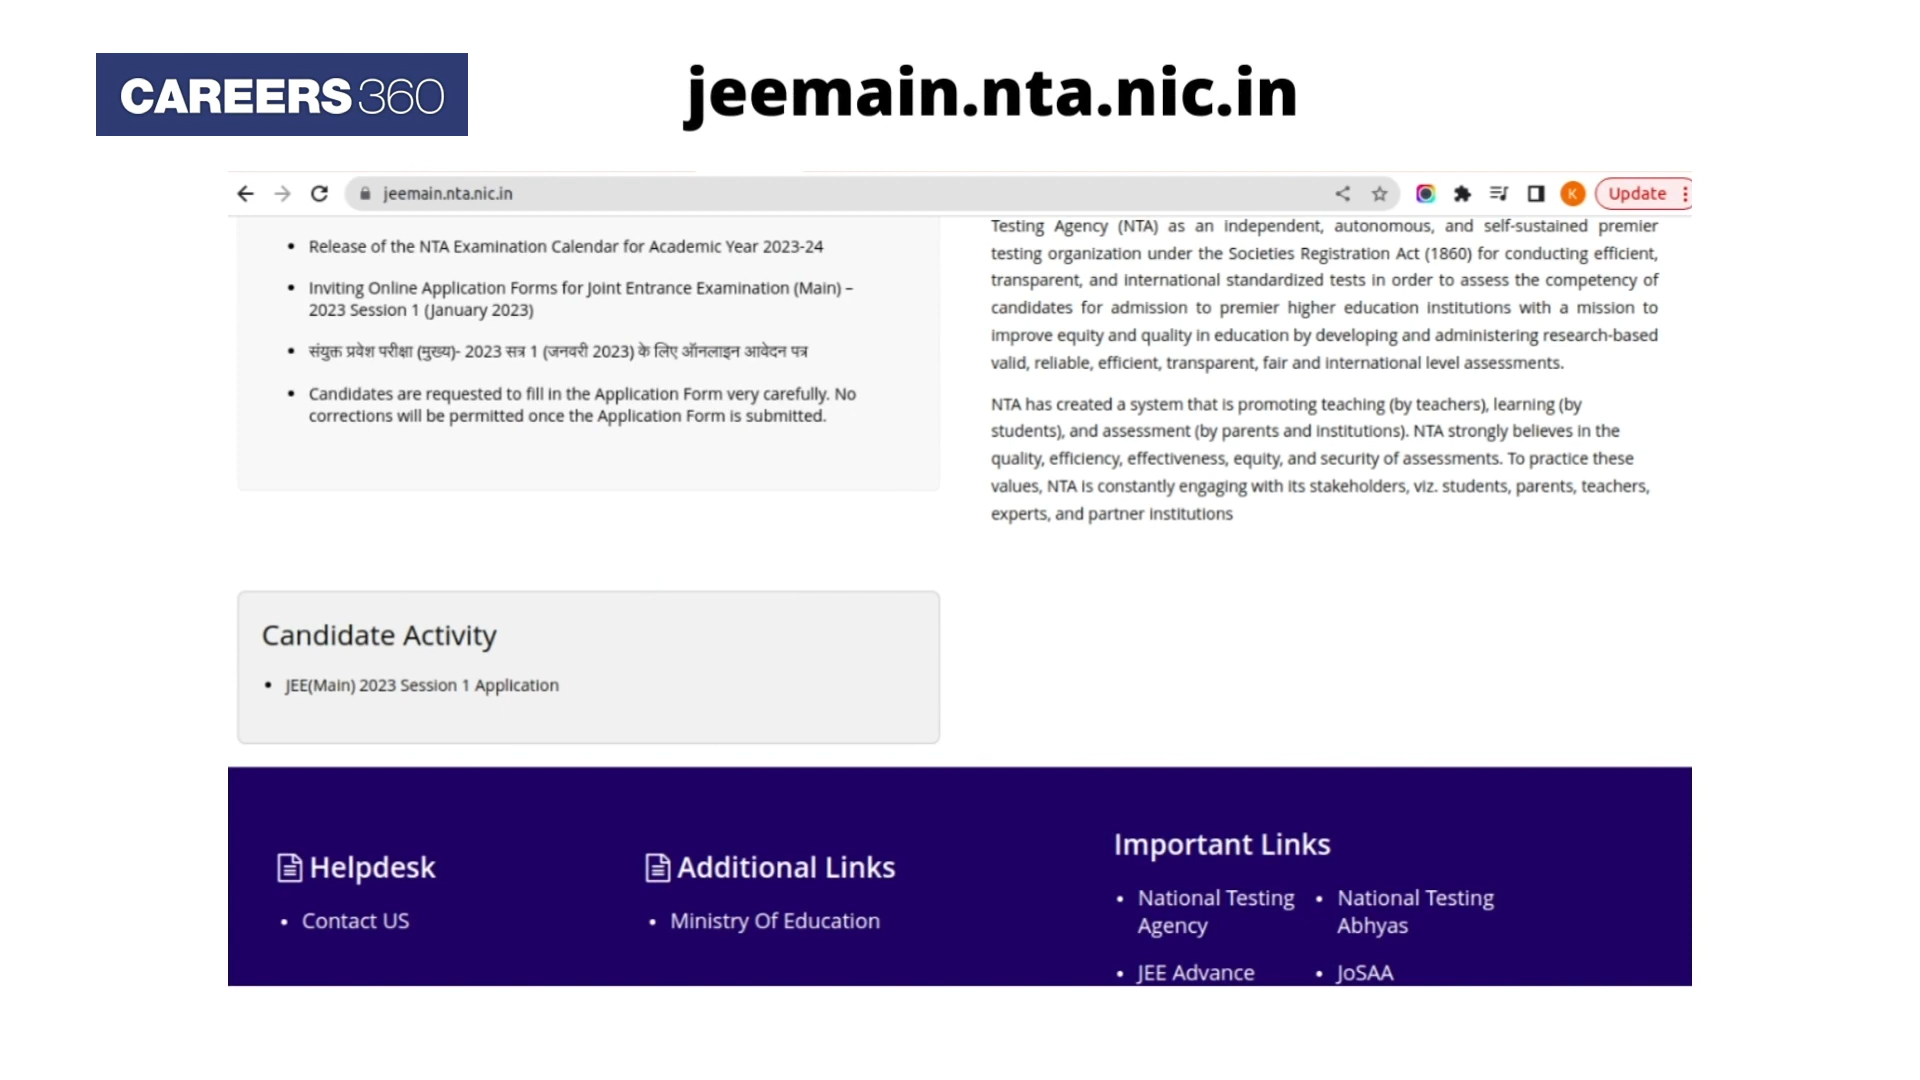 CAREERS360
jeemain.nta.nic.in
jeemain.nta.nic.in
K
Update
Release of the NTA Examination Calendar for Academic Year 2023-24
Inviting Online Application Forms for Joint Entrance Examination (Main) –
2023 Session 1 (January 2023)
संयुक्त प्रवेश परीक्षा (मुख्य)- 2023 सत्र 1 (जनवरी 2023) के लिए ऑनलाइन आवेदन पत्र
Candidates are requested to fill in the Application Form very carefully. No
corrections will be permitted once the Application Form is submitted.
Testing Agency (NTA) as an independent, autonomous, and self-sustained premier
testing organization under the Societies Registration Act (1860) for conducting efficient,
transparent, and international standardized tests in order to assess the competency of
candidates for admission to premier higher education institutions with a mission to
improve equity and quality in education by developing and administering research-based
valid, reliable, efficient, transparent, fair and international level assessments.
NTA has created a system that is promoting teaching (by teachers), learning (by
students), and assessment (by parents and institutions). NTA strongly believes in the
quality, efficiency, effectiveness, equity, and security of assessments. To practice these
values, NTA is constantly engaging with its stakeholders, viz. students, parents, teachers,
experts, and partner institutions
Candidate Activity
JEE(Main) 2023 Session 1 Application
Helpdesk
Contact US
Additional Links
Ministry Of Education
Important Links
National Testing
Agency
National Testing
Abhyas
JEE Advance
JoSAA